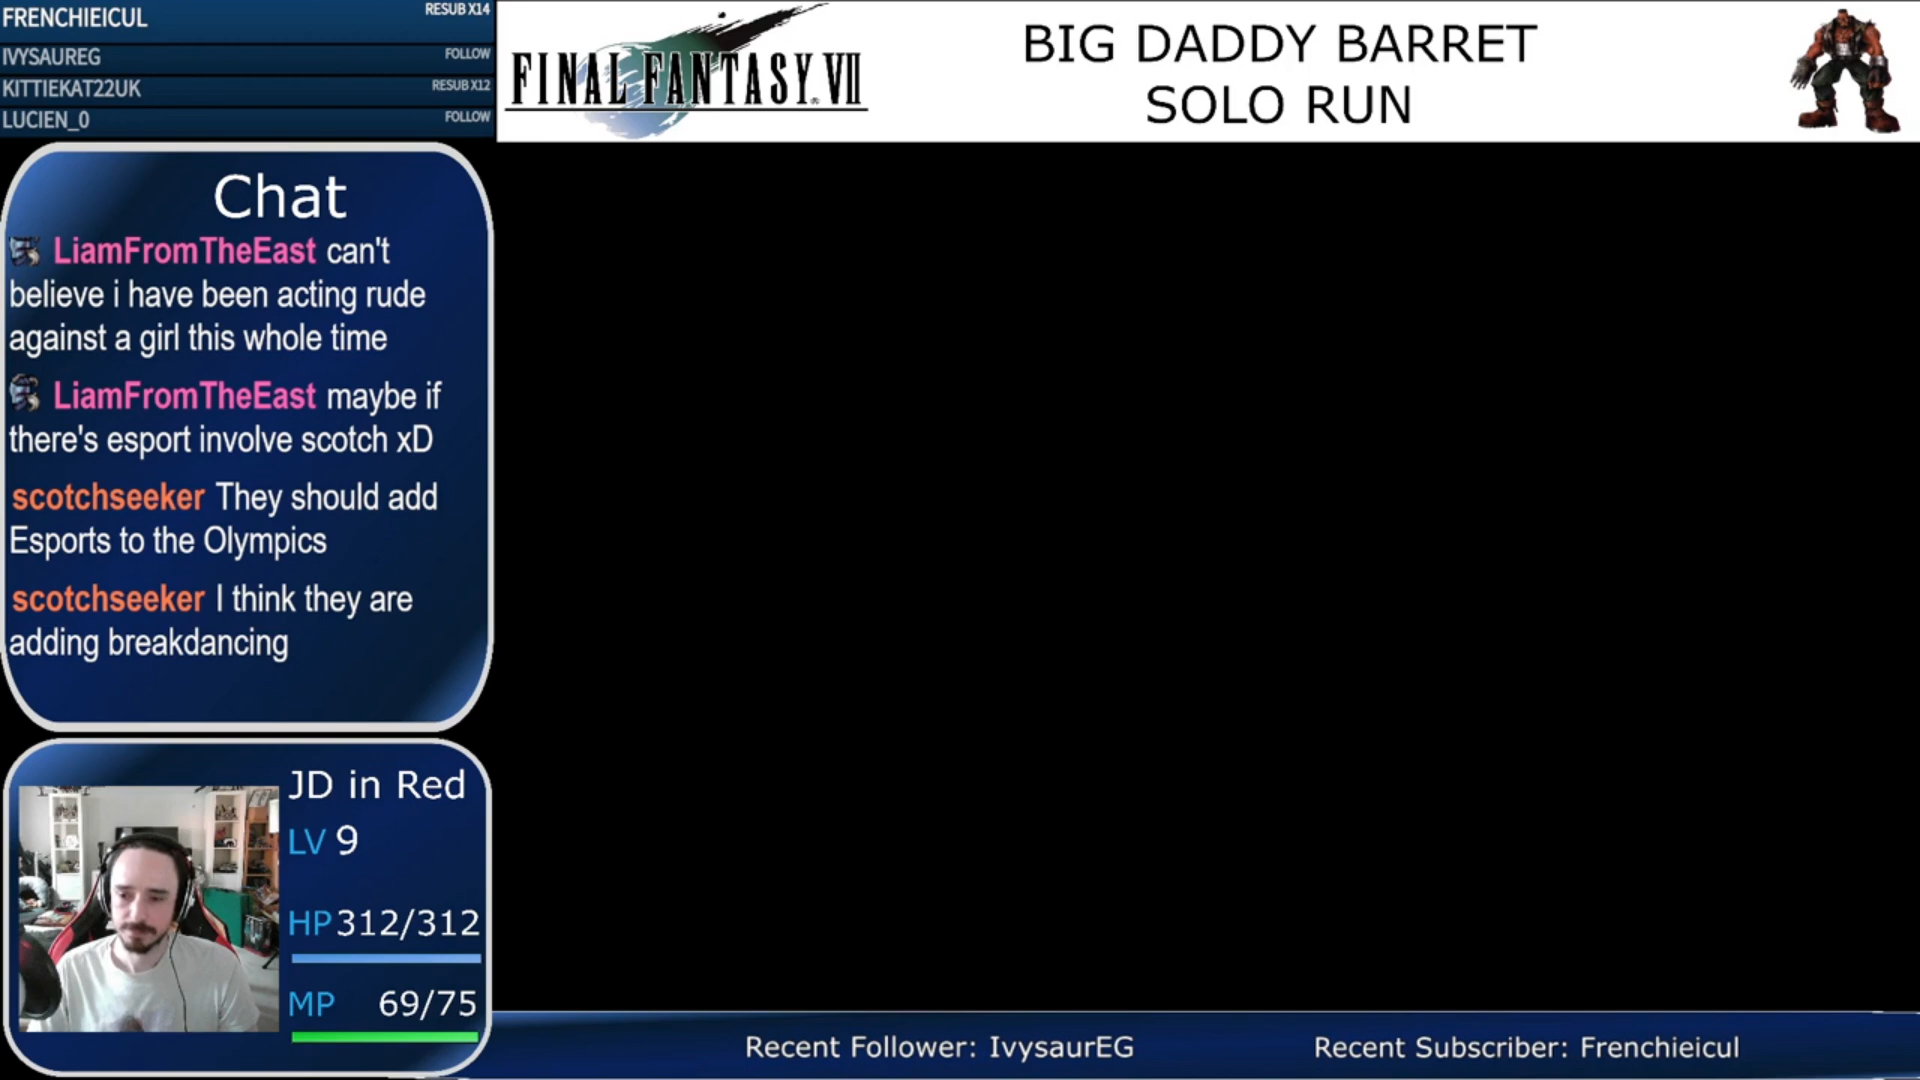 FRENCHIEICUL RESUB X14
IVYSAUREG FOLLOW
KITTIEKAT22UK RESUB X12
LUCIEN_0 FOLLOW
FINAL FANTASY VII
BIG DADDY BARRET
SOLO RUN
Chat
LiamFromTheEast can't
believe i have been acting rude
against a girl this whole time
LiamFromTheEast maybe if
there's esport involve scotch xD
scotchseeker They should add
Esports to the Olympics
scotchseeker I think they are
adding breakdancing
JD in Red
LV 9
HP 312/312
MP 69/75
Recent Follower: IvysaurEG
Recent Subscriber: Frenchieicul